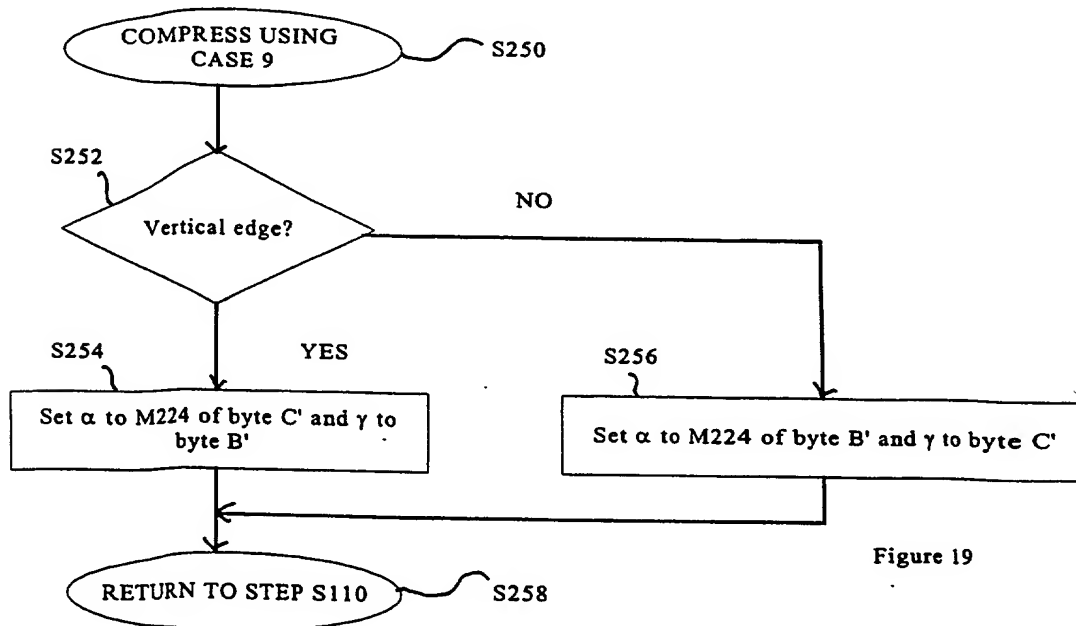 COMPRESS USING
CASE 9
S250
S252
Vertical edge?
NO
S254
YES
S256
Set α to M224 of byte C' and γ to
byte B'
Set α to M224 of byte B' and γ to byte C'
Figure 19
RETURN TO STEP S110
S258